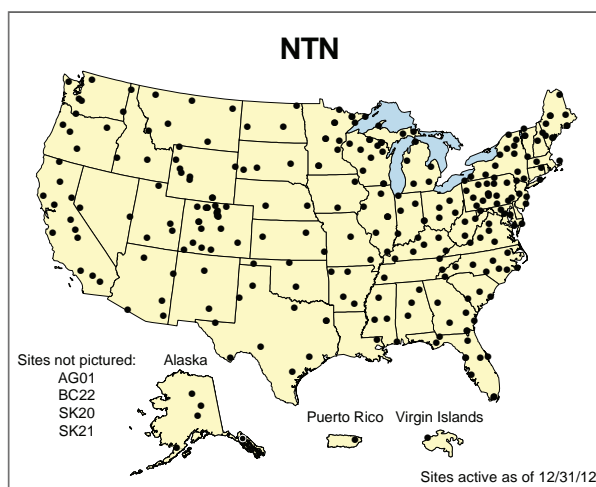 NTN
Sites not pictured:
AG01
BC22
SK20
SK21
Alaska
Puerto Rico
Virgin Islands
Sites active as of 12/31/12